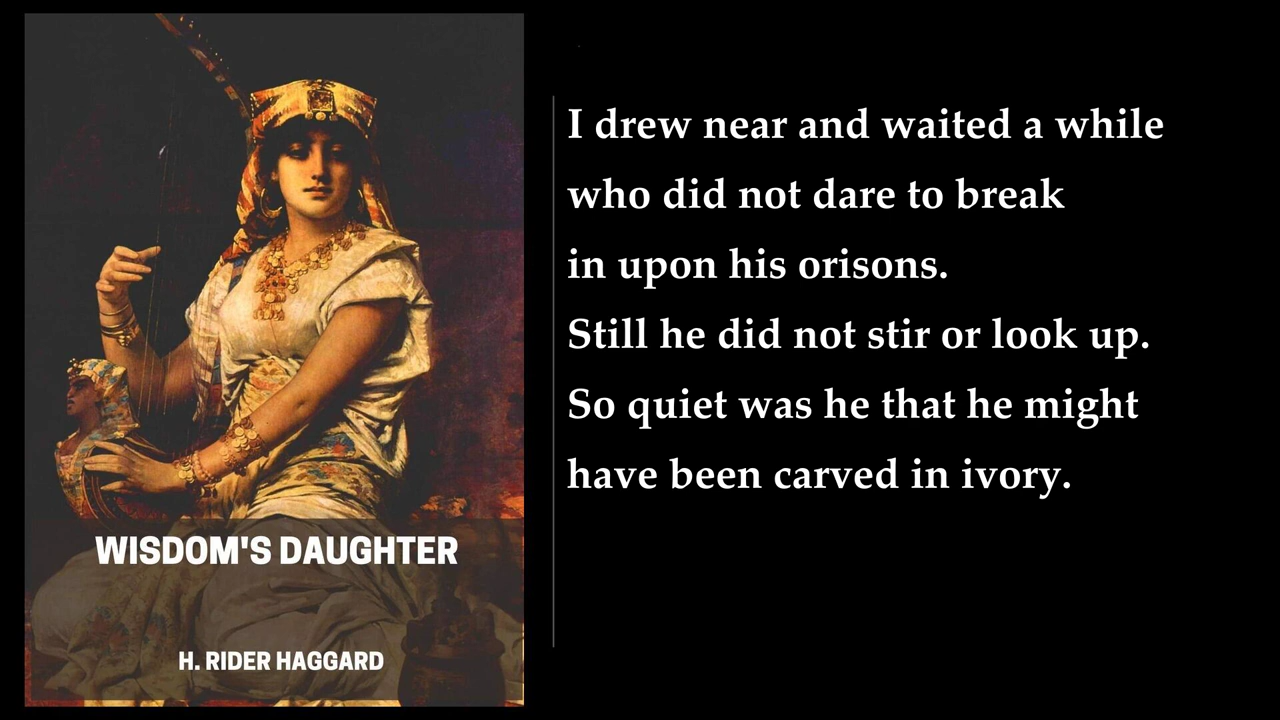 WISDOM'S DAUGHTER
H. RIDER HAGGARD
I drew near and waited a while
who did not dare to break
in upon his orisons.
Still he did not stir or look up.
So quiet was he that he might
have been carved in ivory.